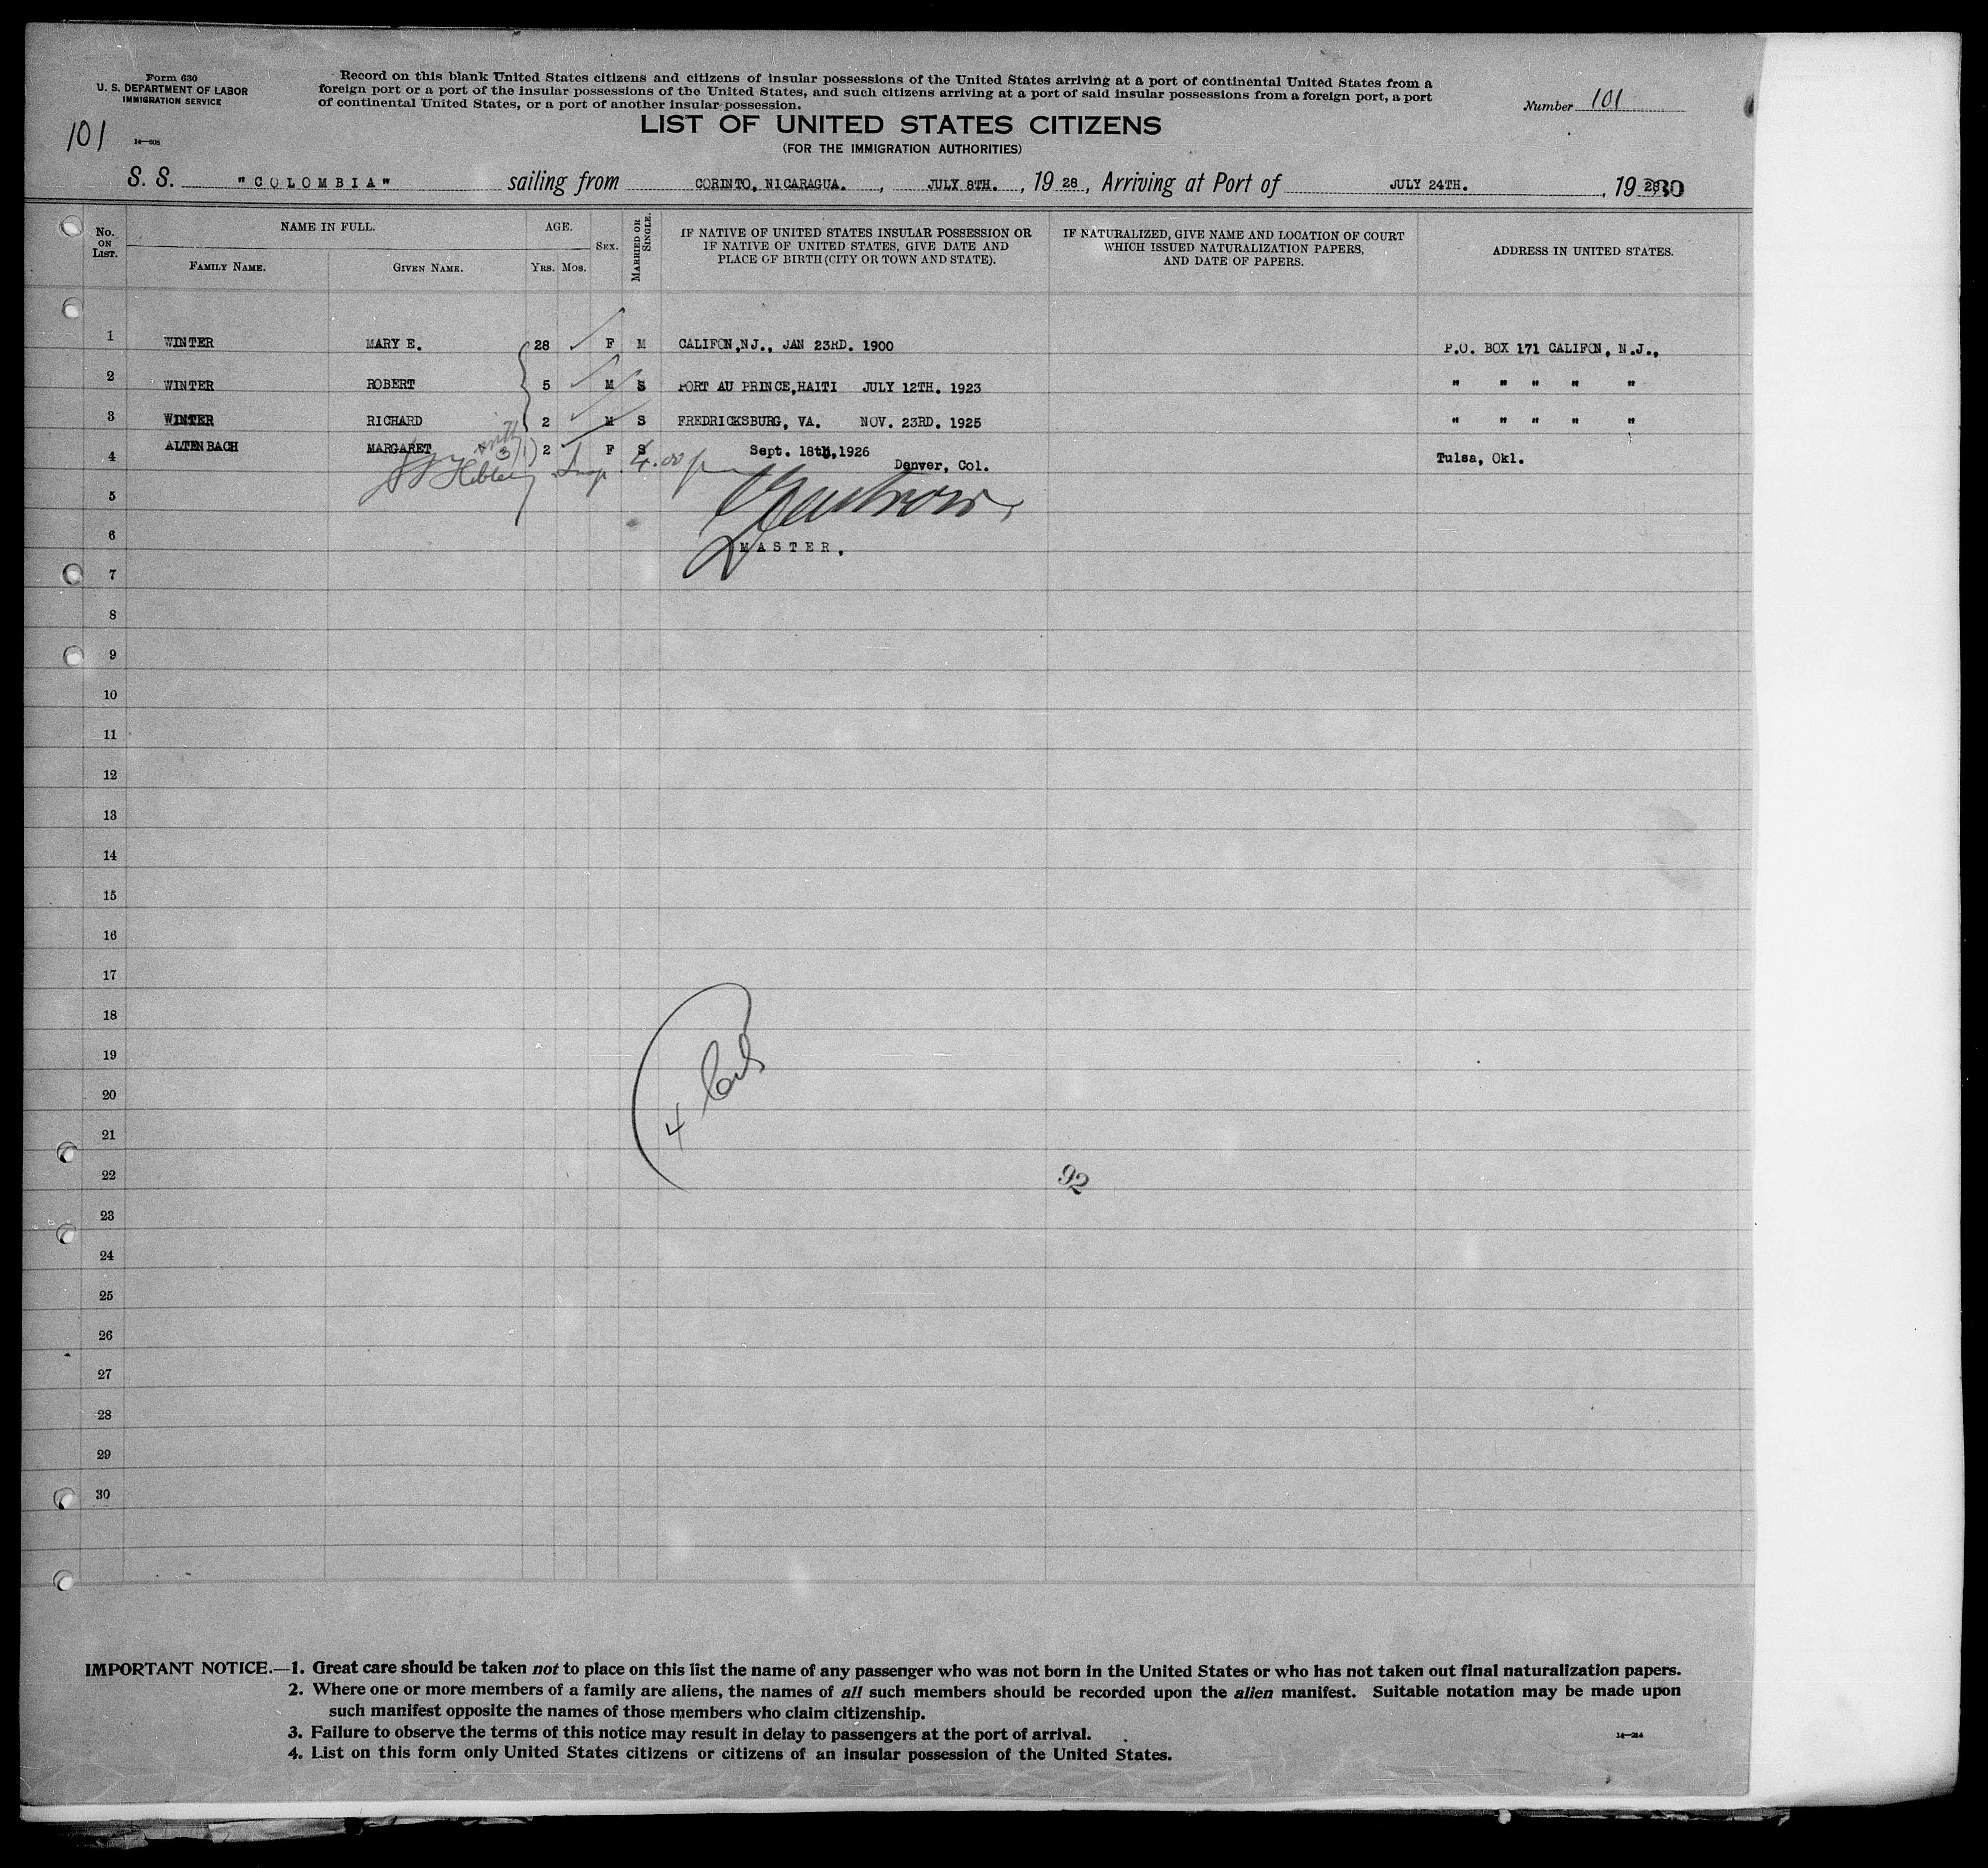 Form 630
U. S. DEPARTMENT OF LABOR
IMMIGRATION SERVICE
14—608
101
Record on this blank United States citizens and citizens of insular possessions of the United States arriving at a port of continental United States from a
foreign port or a port of the insular possessions of the United States, and such citizens arriving at a port of said insular possessions from a foreign port, a port
of continental United States, or a port of another insular possession.
Number 101
LIST OF UNITED STATES CITIZENS
(FOR THE IMMIGRATION AUTHORITIES)
S. S. "COLOMBIA" sailing from CORINTO, NICARAGUA. , JULY 8TH. , 19 28 , Arriving at Port of JULY 24TH. , 19 28 30
No. ON LIST. NAME IN FULL. FAMILY NAME. GIVEN NAME. AGE. YRS. MOS. SEX. MARRIED OR SINGLE. IF NATIVE OF UNITED STATES INSULAR POSSESSION OR IF NATIVE OF UNITED STATES, GIVE DATE AND PLACE OF BIRTH (CITY OR TOWN AND STATE). IF NATURALIZED, GIVE NAME AND LOCATION OF COURT WHICH ISSUED NATURALIZATION PAPERS, AND DATE OF PAPERS. ADDRESS IN UNITED STATES.
1 WINTER MARY E. 28 F M CALIFON,NJ., JAN 23RD. 1900 P.O. BOX 171 CALIFON, N.J.,
2 WINTER ROBERT 5 M S PORT AU PRINCE,HAITI JULY 12TH. 1923 " " " " "
3 WINTER RICHARD 2 M S FREDRICKSBURG, VA. NOV. 23RD. 1925 " " " " "
4 ALTENBACH MARGARET 2 F S Sept. 18th,1926 Denver, Col. Tulsa, Okl.
Insp. 4.00 pm
5
6 MASTER.
7
8
9
10
11
12
13
14
15
16
17
18
19
20
21
22
23
24
25
26
27
28
29
30
4
92
IMPORTANT NOTICE.—1. Great care should be taken not to place on this list the name of any passenger who was not born in the United States or who has not taken out final naturalization papers.
2. Where one or more members of a family are aliens, the names of all such members should be recorded upon the alien manifest. Suitable notation may be made upon
such manifest opposite the names of those members who claim citizenship.
3. Failure to observe the terms of this notice may result in delay to passengers at the port of arrival.
4. List on this form only United States citizens or citizens of an insular possession of the United States.
14—214